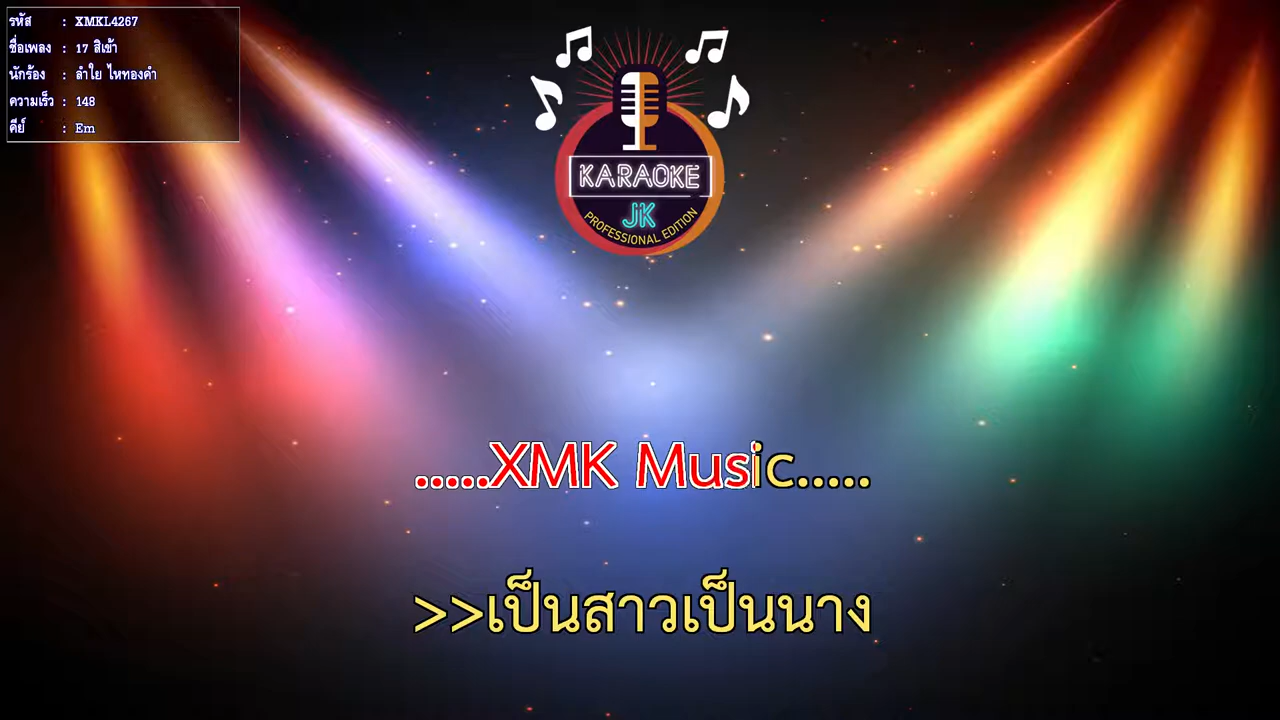 รหัส : XMKL4267
ชื่อเพลง : 17 สิเข้า
นักร้อง : ลำใย ไหทองคำ
ความเร็ว : 148
คีย์ : Em
KARAOKE
JK
PROFESSIONAL EDITION
.....XMK Music.....
>>เป็นสาวเป็นนาง